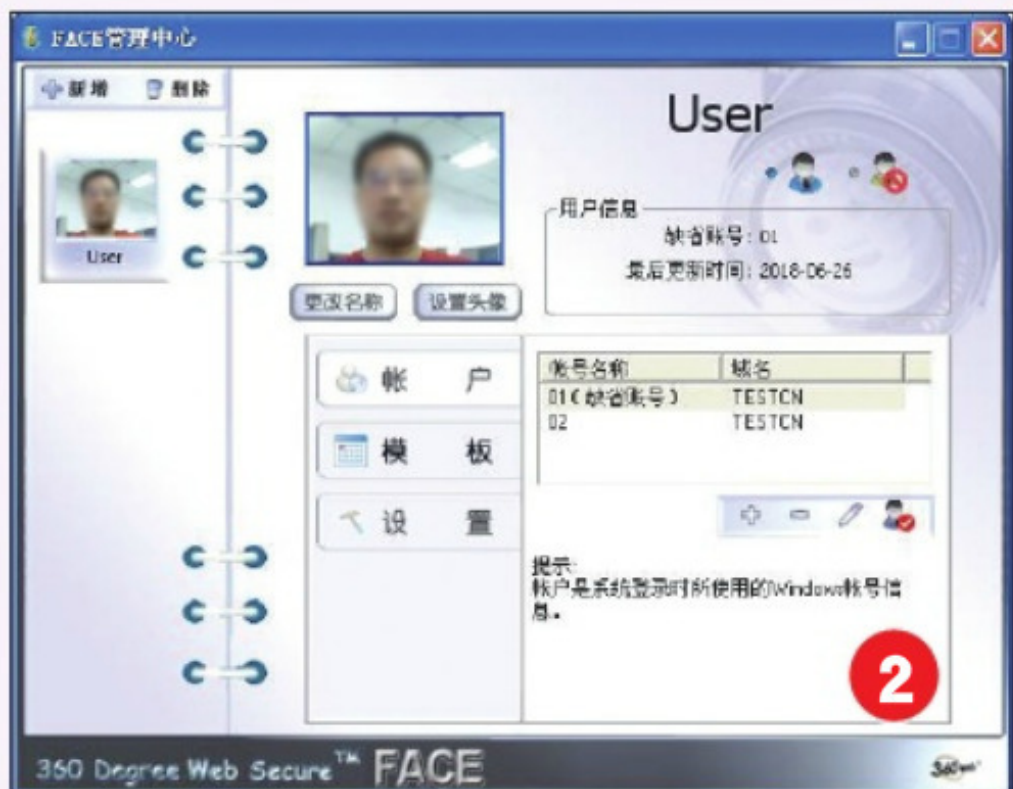 FACE管理中心
新增 删除
User
User
用户信息
缺省账号: 01
最后更新时间: 2018-06-26
更改名称 设置头像
帐户
模板
设置
帐号名称 域名
01(缺省账号) TESTCN
02 TESTCN
提示:
帐户是系统登录时所使用的Windows帐号信
息。
2
360 Degree Web Secure™ FACE
360